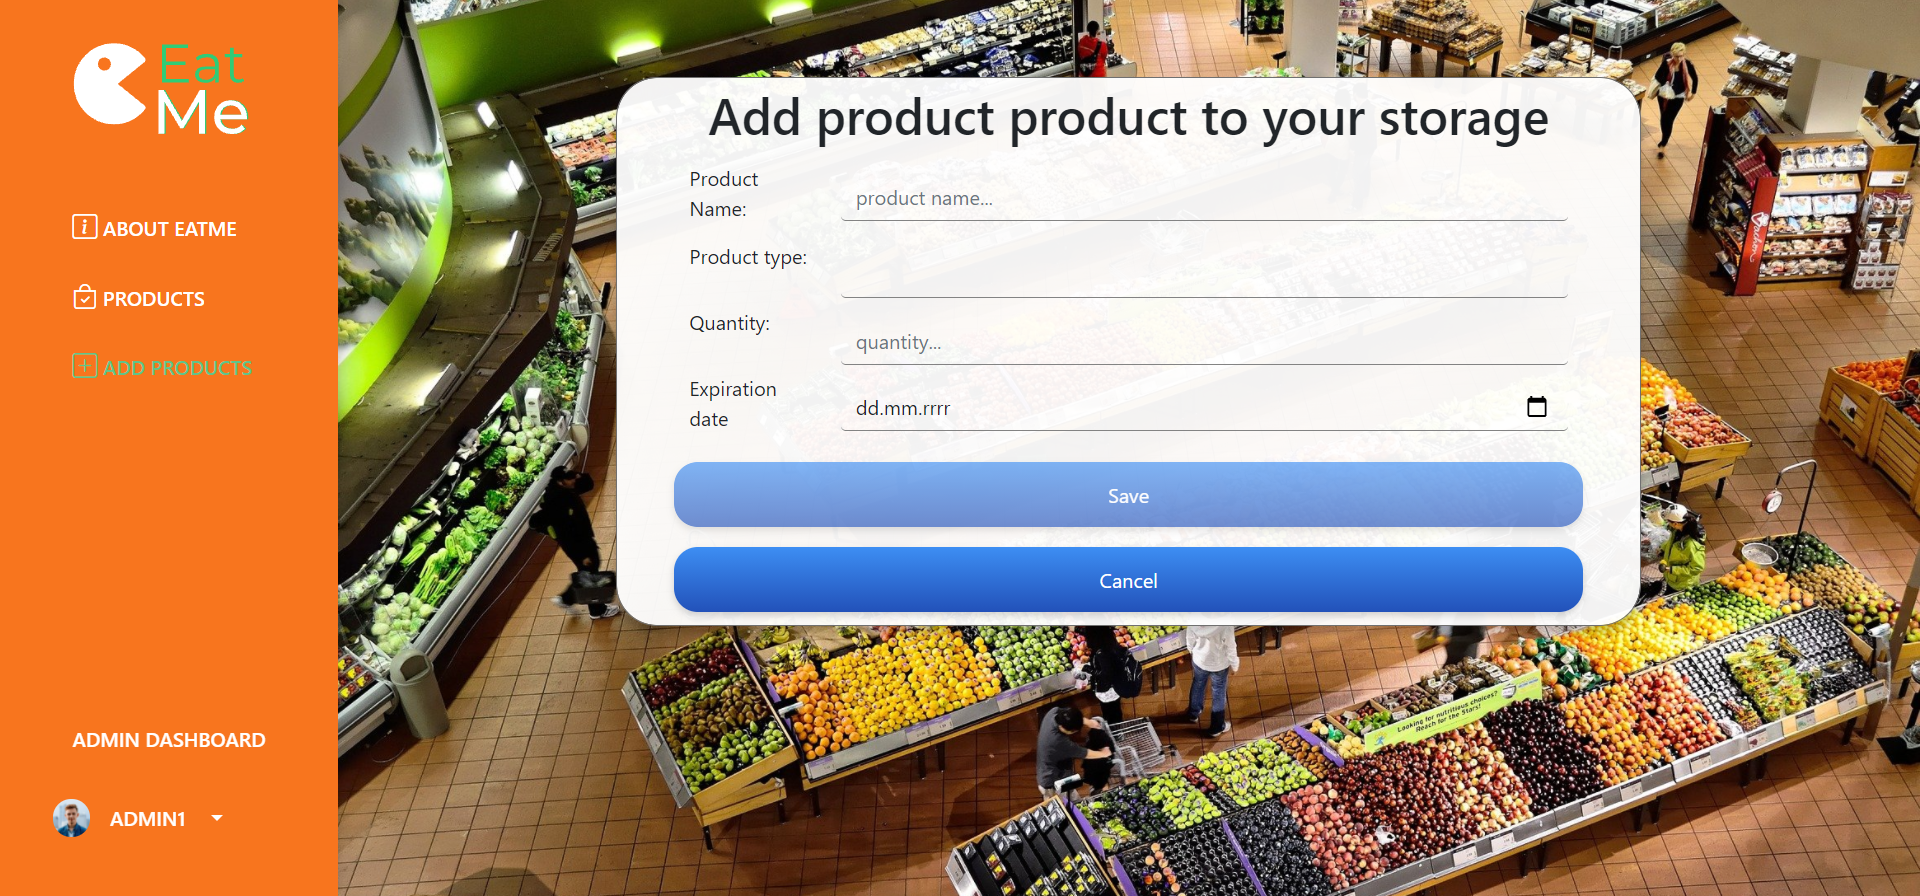 Eat
Me
ABOUT EATME
PRODUCTS
ADD PRODUCTS
ADMIN DASHBOARD
ADMIN1
Add product product to your storage
Product
Name:
product name...
Product type:
Quantity:
quantity...
Expiration
date
dd.mm.rrrr
Save
Cancel
Looking for nutritious choices?
Reach for the Stars!